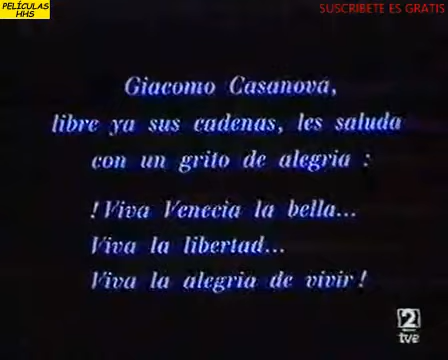 PELÍCULAS
HHS
SUSCRIBETE ES GRATIS
Giacomo Casanova,
libre ya sus cadenas, les saluda
con un grito de alegria :
!Viva Venecia la bella...
Viva la libertad...
Viva la alegria de vivir!
2
tve